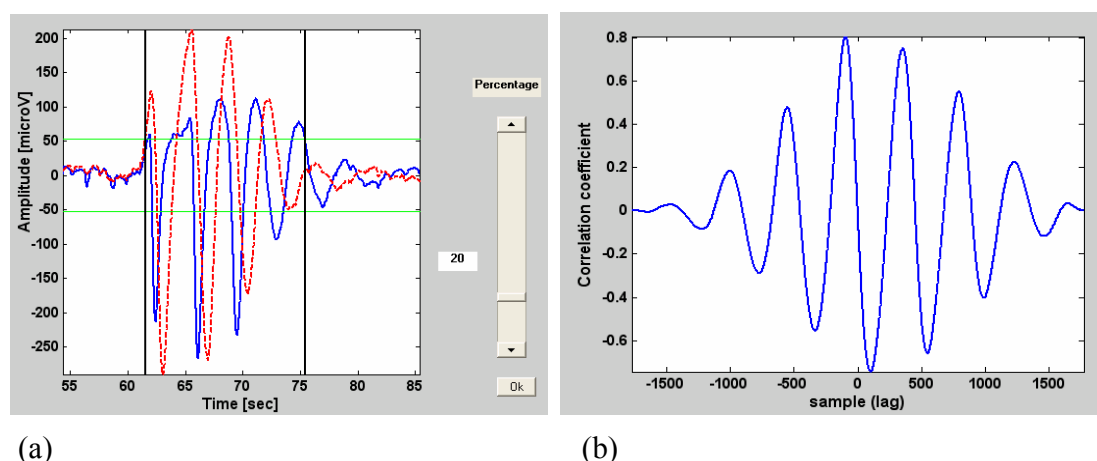 200
150
100
50
0
-50
-100
-150
-200
-250
Amplitude [microV]
55 60 65 70 75 80 85
Time [sec]
Percentage
20
Ok
(a)
0.8
0.6
0.4
0.2
0
-0.2
-0.4
-0.6
Correlation coefficient
-1500 -1000 -500 0 500 1000 1500
sample (lag)
(b)